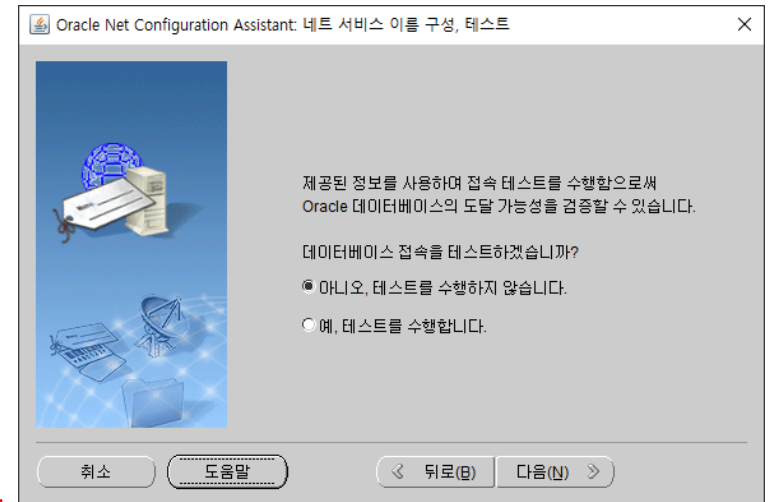 Oracle Net Configuration Assistant: 네트 서비스 이름 구성, 테스트
제공된 정보를 사용하여 접속 테스트를 수행함으로써
Oracle 데이터베이스의 도달 가능성을 검증할 수 있습니다.
데이터베이스 접속을 테스트하겠습니까?
아니오, 테스트를 수행하지 않습니다.
예, 테스트를 수행합니다.
취소 도움말 뒤로(B) 다음(N)